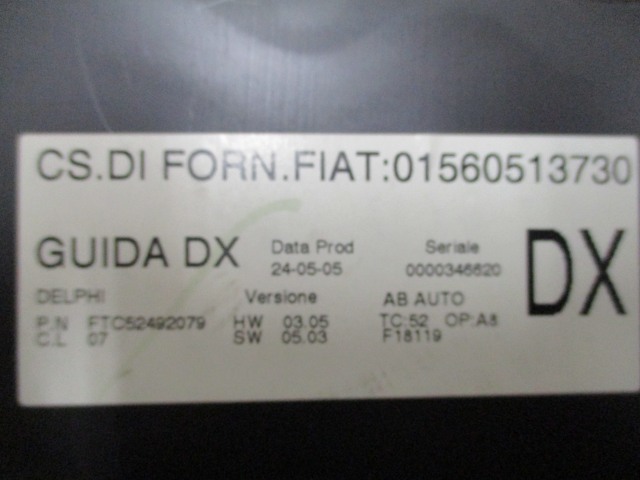 CS.DI FORN.FIAT:01560513730
GUIDA DX
Data Prod
24-05-05
Seriale
0000346620
DX
DELPHI
Versione
AB AUTO
P.N FTC52492079
HW 03.05
TC:52 OP:A8
C.L 07
SW 05.03
F18119